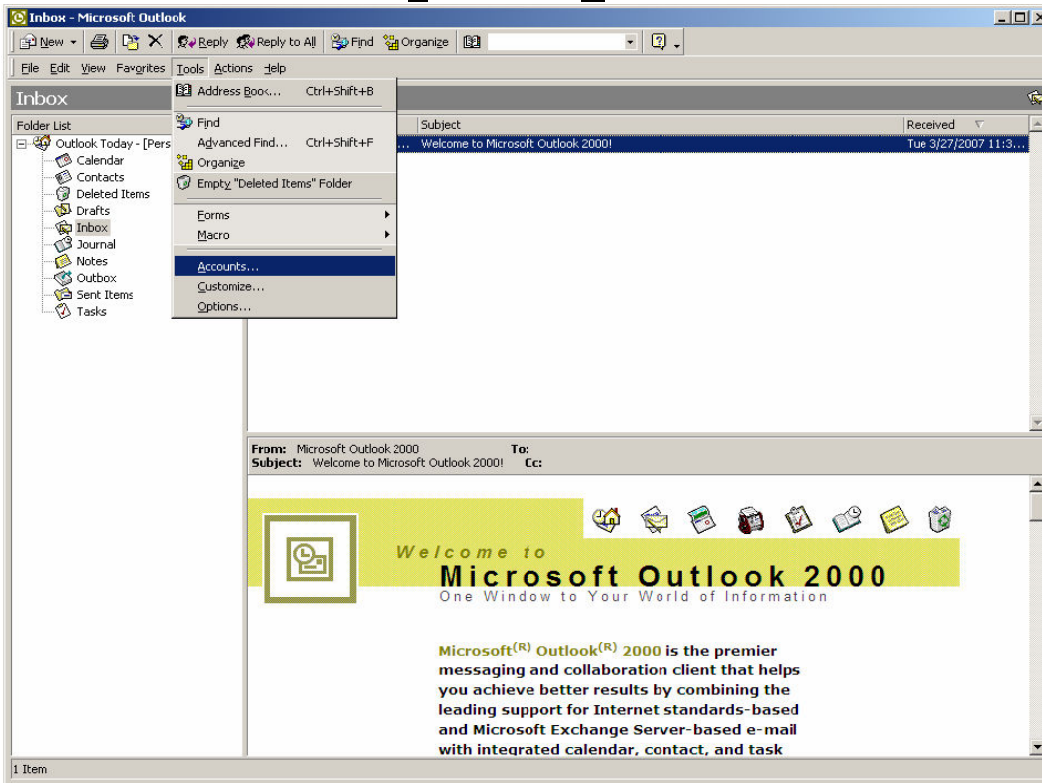 Inbox - Microsoft Outlook
New Reply Reply to All Find Organize
File Edit View Favorites Tools Actions Help
Inbox
Address Book... Ctrl+Shift+B
Find
Advanced Find... Ctrl+Shift+F
Organize
Empty "Deleted Items" Folder
Forms
Macro
Accounts...
Customize...
Options...
Folder List
Outlook Today - [Pers
Calendar
Contacts
Deleted Items
Drafts
Inbox
Journal
Notes
Outbox
Sent Items
Tasks
Subject Received
... Welcome to Microsoft Outlook 2000! Tue 3/27/2007 11:3...
From: Microsoft Outlook 2000 To:
Subject: Welcome to Microsoft Outlook 2000! Cc:
Welcome to
Microsoft Outlook 2000
One Window to Your World of Information
Microsoft(R) Outlook(R) 2000 is the premier
messaging and collaboration client that helps
you achieve better results by combining the
leading support for Internet standards-based
and Microsoft Exchange Server-based e-mail
with integrated calendar, contact, and task
1 Item